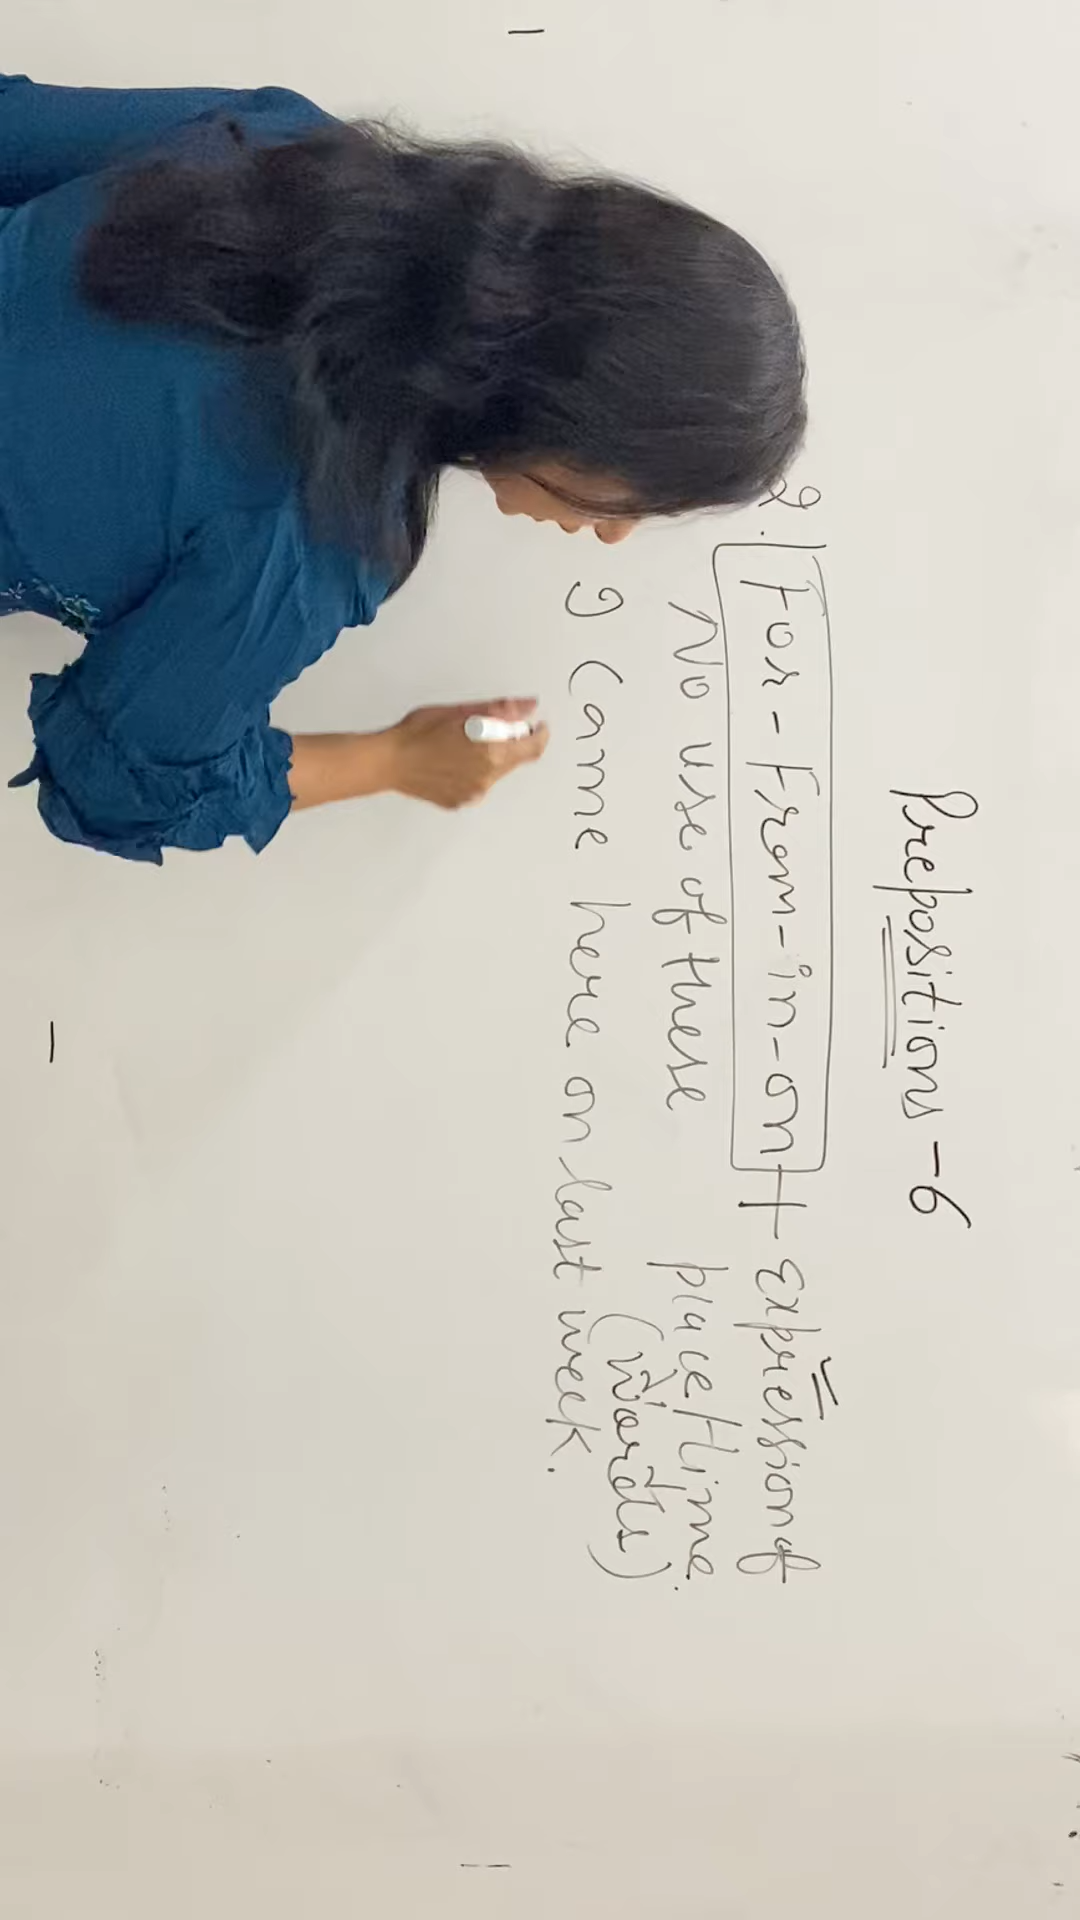 Prepositions - 6
2. For - From - in - on + Expression of
No use of these place/time.
(words)
I came here on last week.